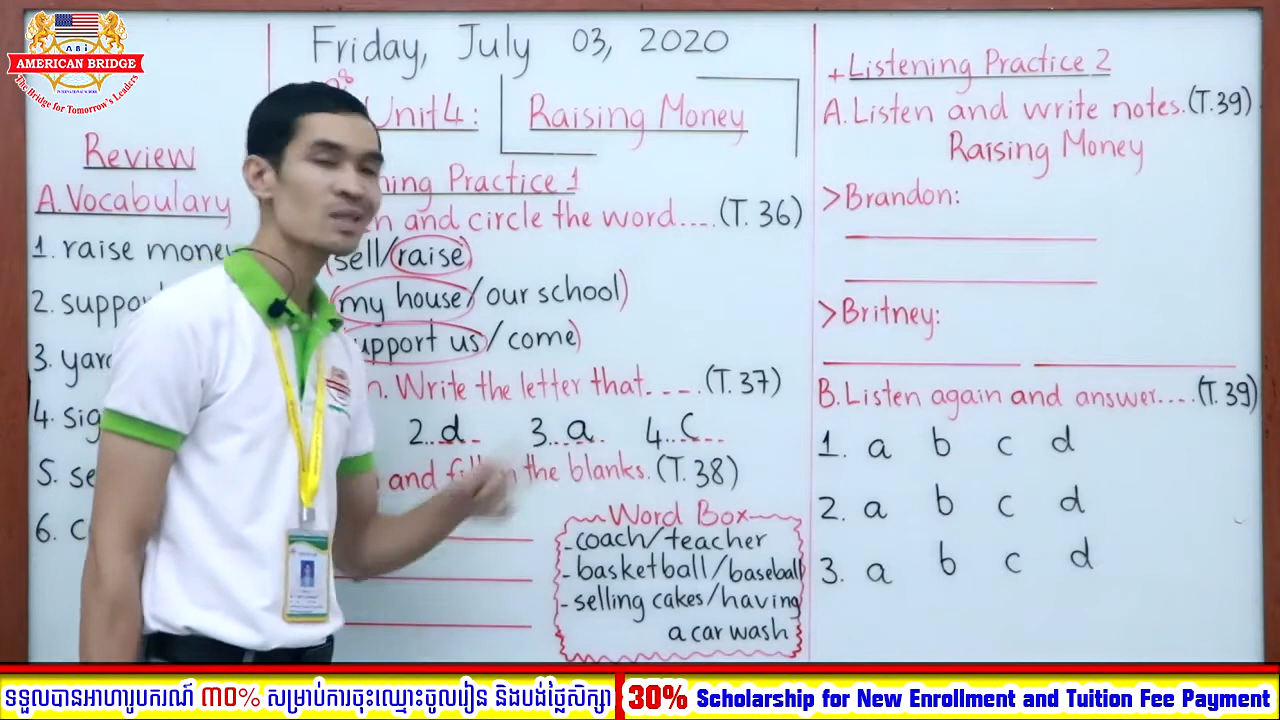 ABi
AMERICAN BRIDGE
INTERNATIONAL SCHOOL
The Bridge for Tomorrow's Leaders
Friday, July 03, 2020
Unit 4: Raising Money
Review
A. Vocabulary
1. raise money
2. suppo
3. yar
4. sig
5. se
6. c
ning Practice 1
n and circle the word....(T. 36)
(sell/raise)
(my house/our school)
upport us/come)
n. Write the letter that....(T. 37)
2..d.. 3..a.. 4..c...
and fill in the blanks. (T. 38)
Word Box
- coach/teacher
- basketball/baseball
- selling cakes/having
a car wash
+ Listening Practice 2
A. Listen and write notes. (T. 39)
Raising Money
> Brandon:
> Britney:
B. Listen again and answer....(T. 39)
1. a b c d
2. a b c d
3. a b c d
ទទួលបានអាហារូបករណ៍ ៣០% សម្រាប់ការចុះឈ្មោះចូលរៀន និងបង់ថ្លៃសិក្សា
30% Scholarship for New Enrollment and Tuition Fee Payment